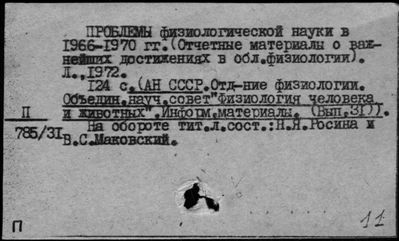 ПРОБЛЕМЫ физиологической науки в
1966-1970 гг.(Отчетные материалы о важ-
нейших достижениях в обл.физиологии).
Л.,1972.
124 с.(АН СССР.Отд-ние физиологии.
Объедин.науч.совет"Физиология человека
и животных".Информ.материалы. (Вып.31)).
На обороте тит.л.сост.:Н.Я.Росина и
В.С.Маковский.
П
785/31
П
11